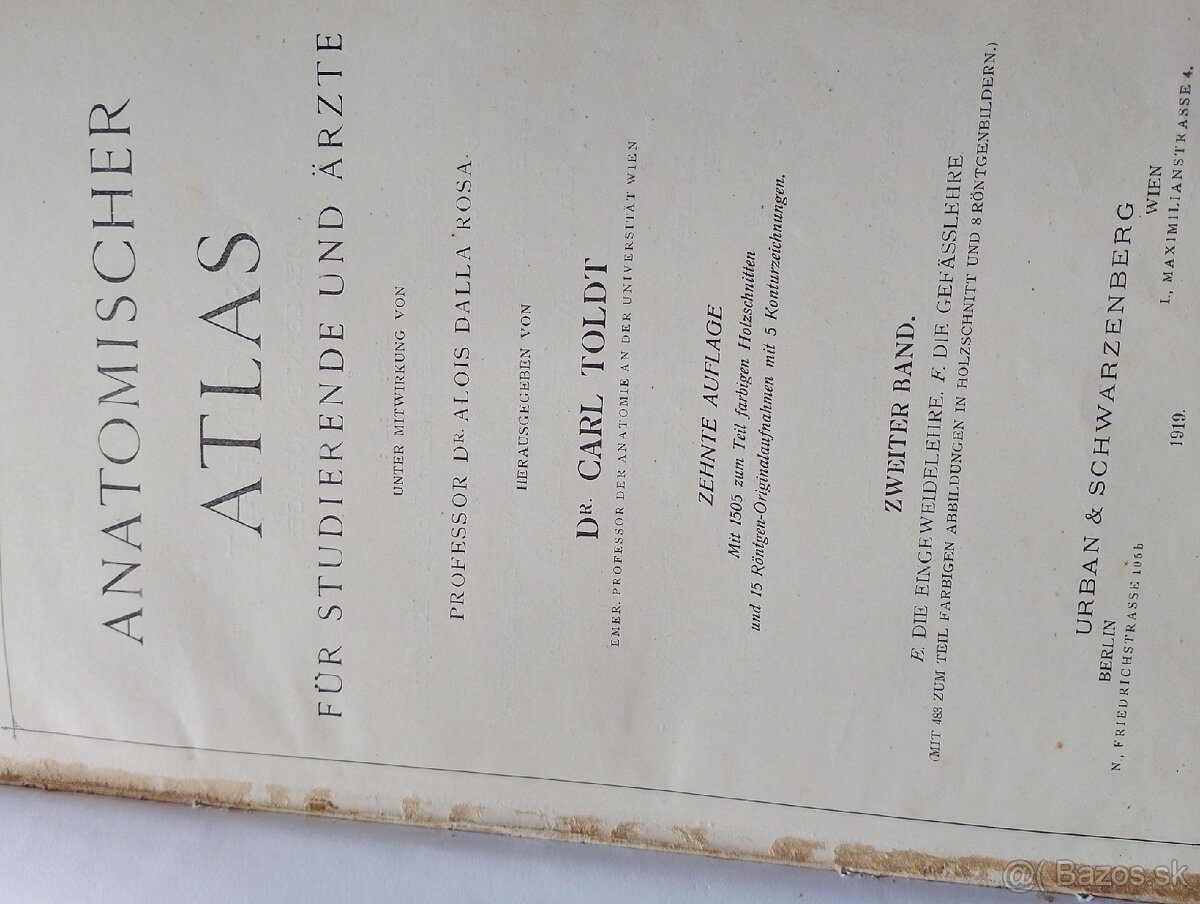 ANATOMISCHER
ATLAS
FÜR STUDIERENDE UND ÄRZTE
UNTER MITWIRKUNG VON
PROFESSOR DR. ALOIS DALLA ROSA.
HERAUSGEGEBEN VON
DR. CARL TOLDT
EMER. PROFESSOR DER ANATOMIE AN DER UNIVERSITÄT WIEN
ZEHNTE AUFLAGE
Mit 1505 zum Teil farbigen Holzschnitten
und 15 Röntgen-Originalaufnahmen mit 5 Konturzeichnungen.
ZWEITER BAND.
E. DIE EINGEWEIDELEHRE. F. DIE GEFÄSSLEHRE.
(MIT 483 ZUM TEIL FARBIGEN ABBILDUNGEN IN HOLZSCHNITT UND 8 RÖNTGENBILDERN.)
URBAN & SCHWARZENBERG
BERLIN WIEN
N., FRIEDRICHSTRASSE 105b I., MAXIMILIANSTRASSE 4.
1919.
Bazos.sk